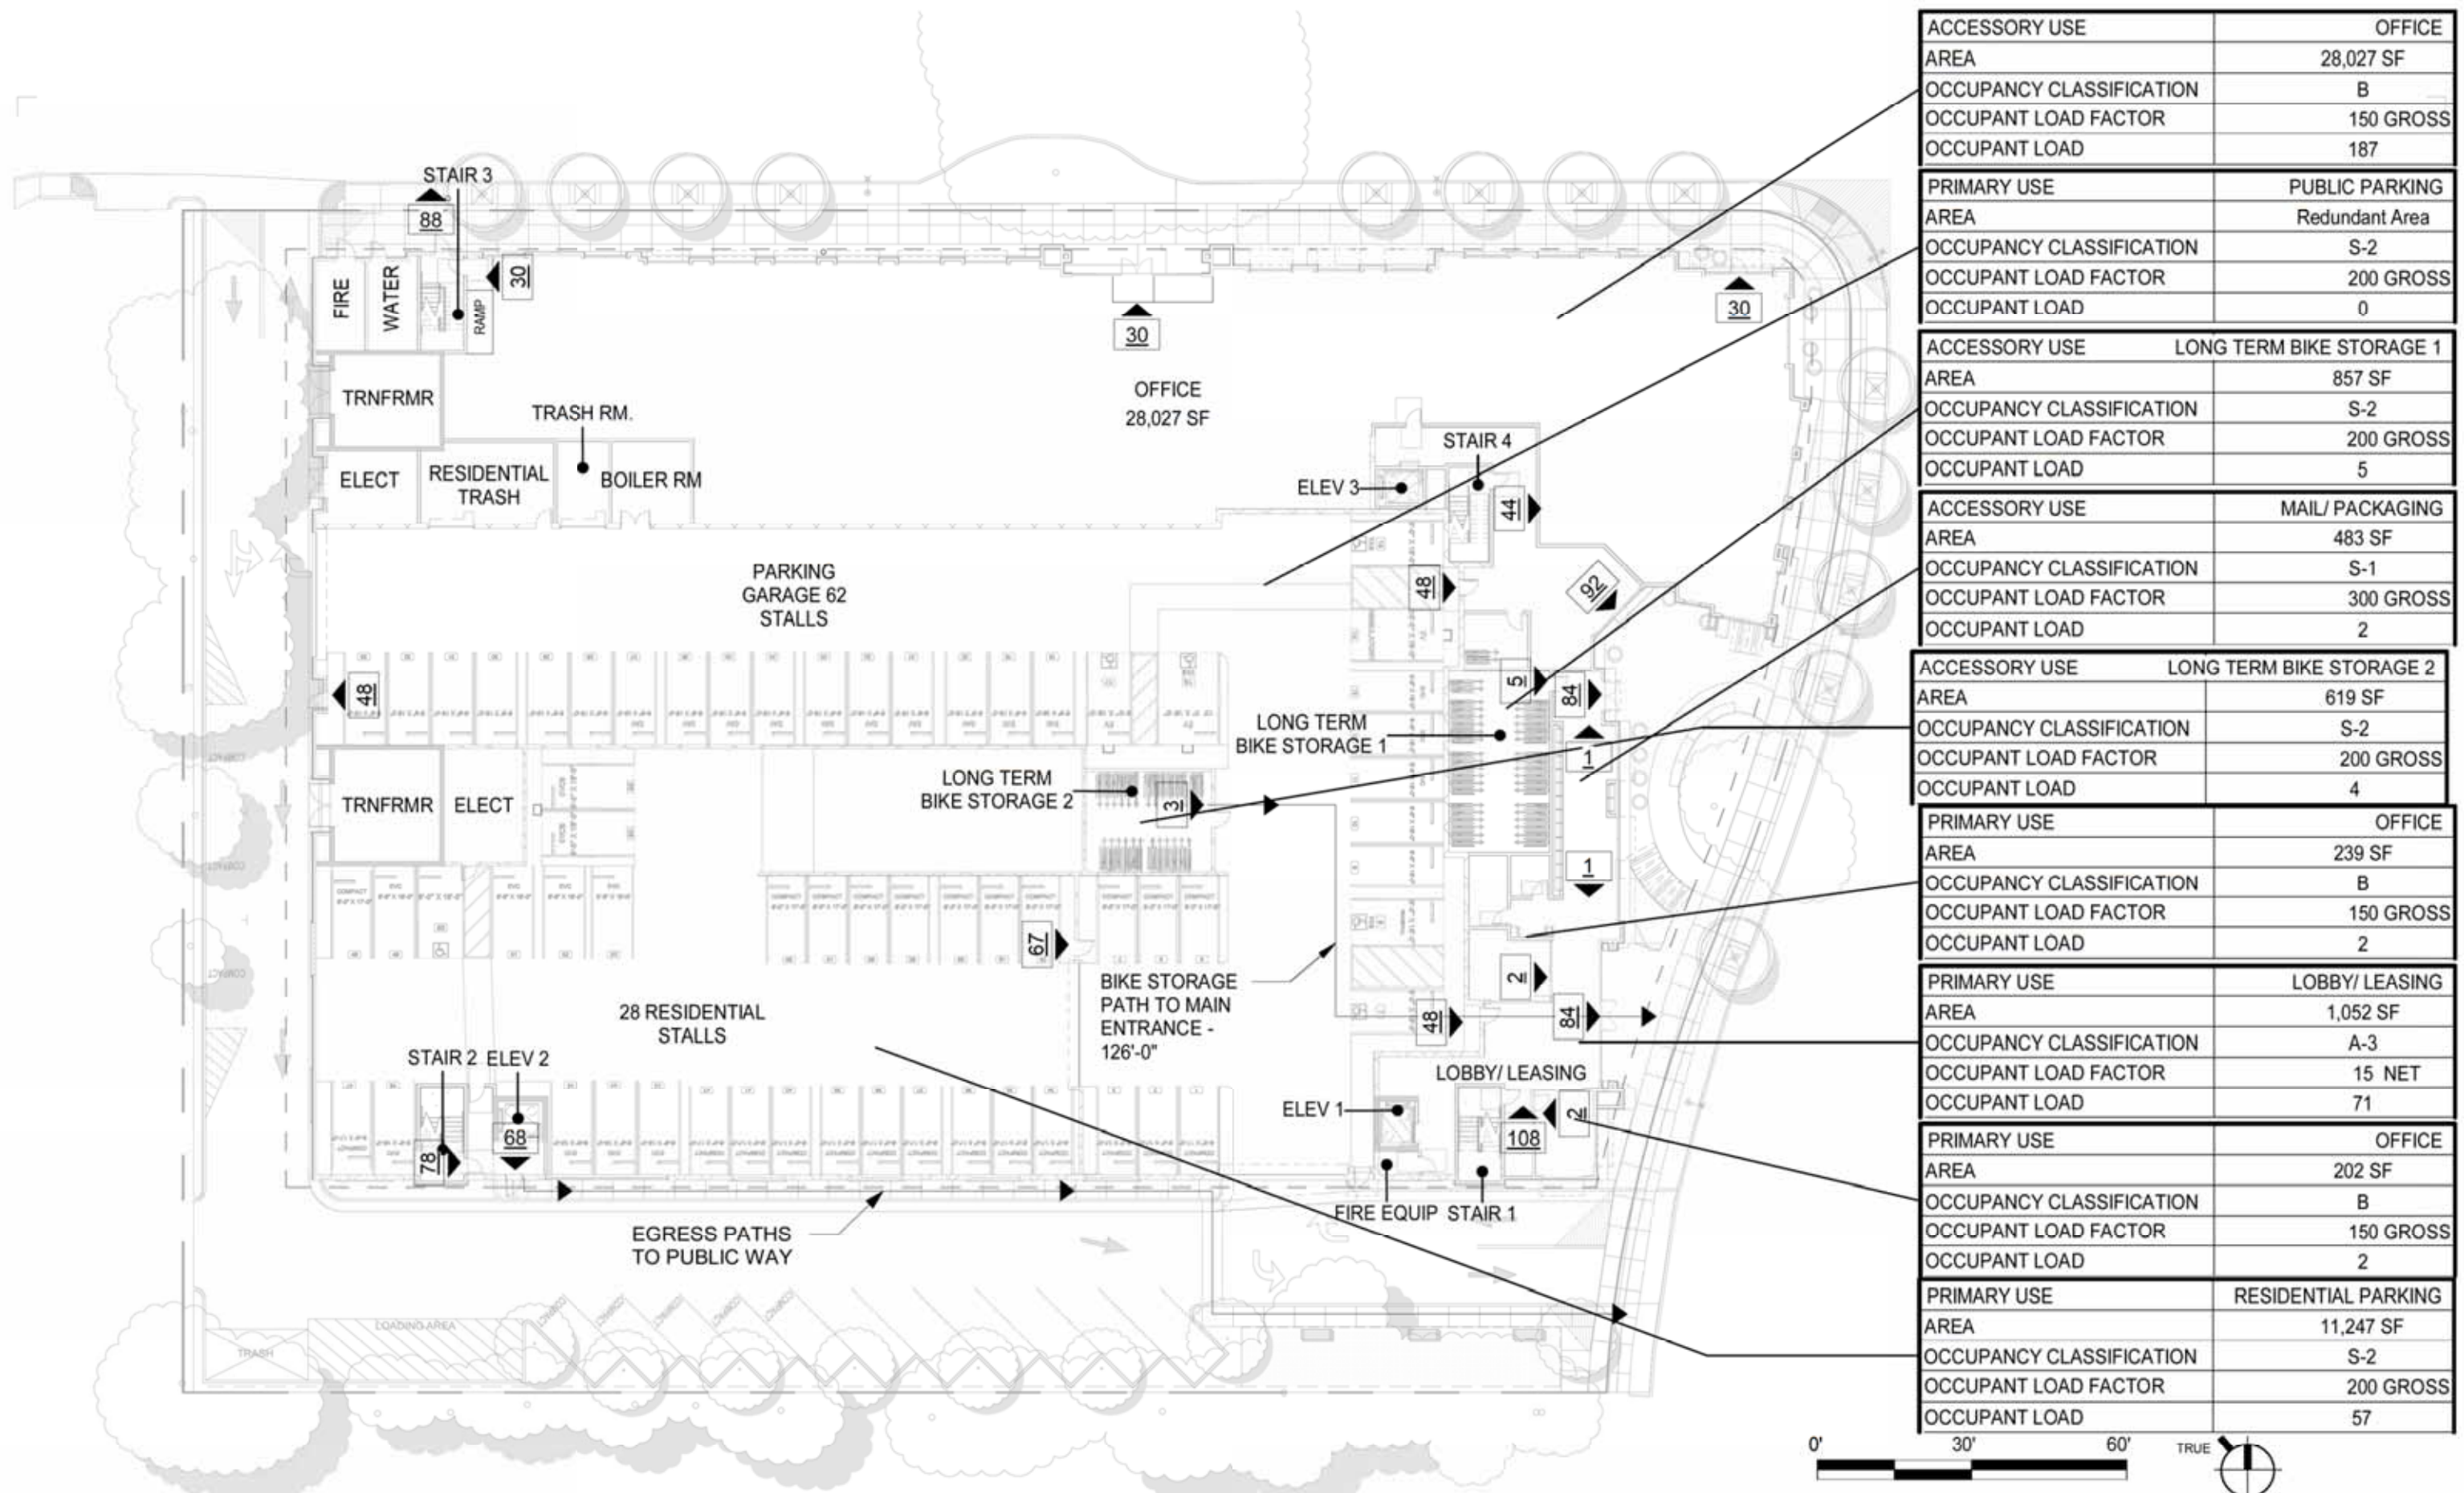 ACCESSORY USE OFFICE
AREA 28,027 SF
OCCUPANCY CLASSIFICATION B
OCCUPANT LOAD FACTOR 150 GROSS
OCCUPANT LOAD 187
PRIMARY USE PUBLIC PARKING
AREA Redundant Area
OCCUPANCY CLASSIFICATION S-2
OCCUPANT LOAD FACTOR 200 GROSS
OCCUPANT LOAD 0
ACCESSORY USE LONG TERM BIKE STORAGE 1
AREA 857 SF
OCCUPANCY CLASSIFICATION S-2
OCCUPANT LOAD FACTOR 200 GROSS
OCCUPANT LOAD 5
ACCESSORY USE MAIL/ PACKAGING
AREA 483 SF
OCCUPANCY CLASSIFICATION S-1
OCCUPANT LOAD FACTOR 300 GROSS
OCCUPANT LOAD 2
ACCESSORY USE LONG TERM BIKE STORAGE 2
AREA 619 SF
OCCUPANCY CLASSIFICATION S-2
OCCUPANT LOAD FACTOR 200 GROSS
OCCUPANT LOAD 4
PRIMARY USE OFFICE
AREA 239 SF
OCCUPANCY CLASSIFICATION B
OCCUPANT LOAD FACTOR 150 GROSS
OCCUPANT LOAD 2
PRIMARY USE LOBBY/ LEASING
AREA 1,052 SF
OCCUPANCY CLASSIFICATION A-3
OCCUPANT LOAD FACTOR 15 NET
OCCUPANT LOAD 71
PRIMARY USE OFFICE
AREA 202 SF
OCCUPANCY CLASSIFICATION B
OCCUPANT LOAD FACTOR 150 GROSS
OCCUPANT LOAD 2
PRIMARY USE RESIDENTIAL PARKING
AREA 11,247 SF
OCCUPANCY CLASSIFICATION S-2
OCCUPANT LOAD FACTOR 200 GROSS
OCCUPANT LOAD 57
0' 30' 60'
TRUE
STAIR 3
88
30
30
30
FIRE
WATER
RAMP
TRNFRMR
TRASH RM.
OFFICE
28,027 SF
ELECT
RESIDENTIAL
TRASH
BOILER RM
STAIR 4
ELEV 3
44
PARKING
GARAGE 62
STALLS
48
92
48
5
84
LONG TERM
BIKE STORAGE 1
1
TRNFRMR
ELECT
LONG TERM
BIKE STORAGE 2
3
1
67
2
BIKE STORAGE
PATH TO MAIN
ENTRANCE -
126'-0"
28 RESIDENTIAL
STALLS
48
84
STAIR 2
ELEV 2
LOBBY/ LEASING
ELEV 1
2
108
68
78
FIRE EQUIP
STAIR 1
EGRESS PATHS
TO PUBLIC WAY
LOADING AREA
TRASH